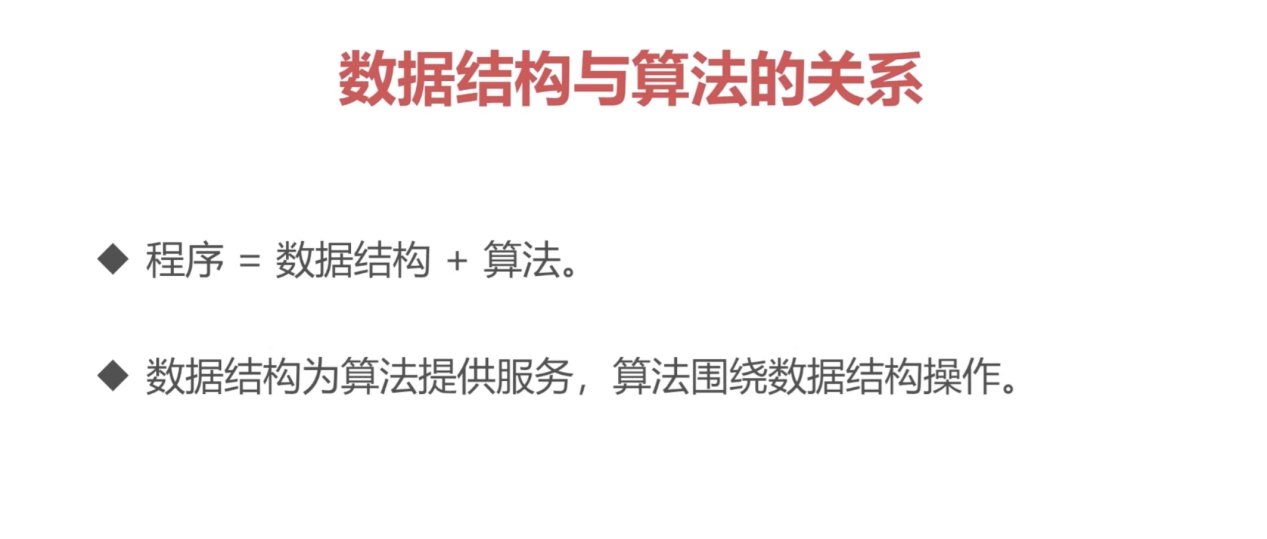 数据结构与算法的关系
◆ 程序 = 数据结构 + 算法。
◆ 数据结构为算法提供服务，算法围绕数据结构操作。